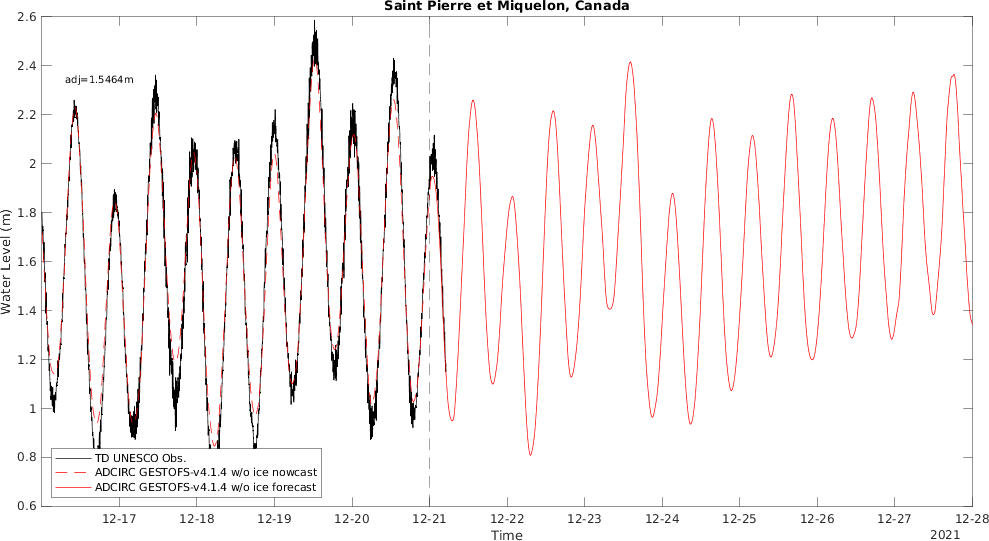 Saint Pierre et Miquelon, Canada
2.6
2.4
2.2
2
1.8
1.6
1.4
1.2
1
0.8
0.6
Water Level (m)
adj=1.5464m
TD UNESCO Obs.
ADCIRC GESTOFS-v4.1.4 w/o ice nowcast
ADCIRC GESTOFS-v4.1.4 w/o ice forecast
12-17 12-18 12-19 12-20 12-21 12-22 12-23 12-24 12-25 12-26 12-27 12-28
Time
2021